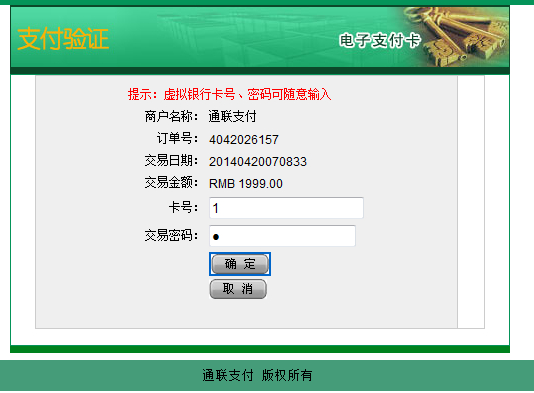 支付验证
电子支付卡
提示：虚拟银行卡号、密码可随意输入
商户名称： 通联支付
订单号： 4042026157
交易日期： 20140420070833
交易金额： RMB 1999.00
卡号： 1
交易密码： ●
确 定
取 消
通联支付 版权所有